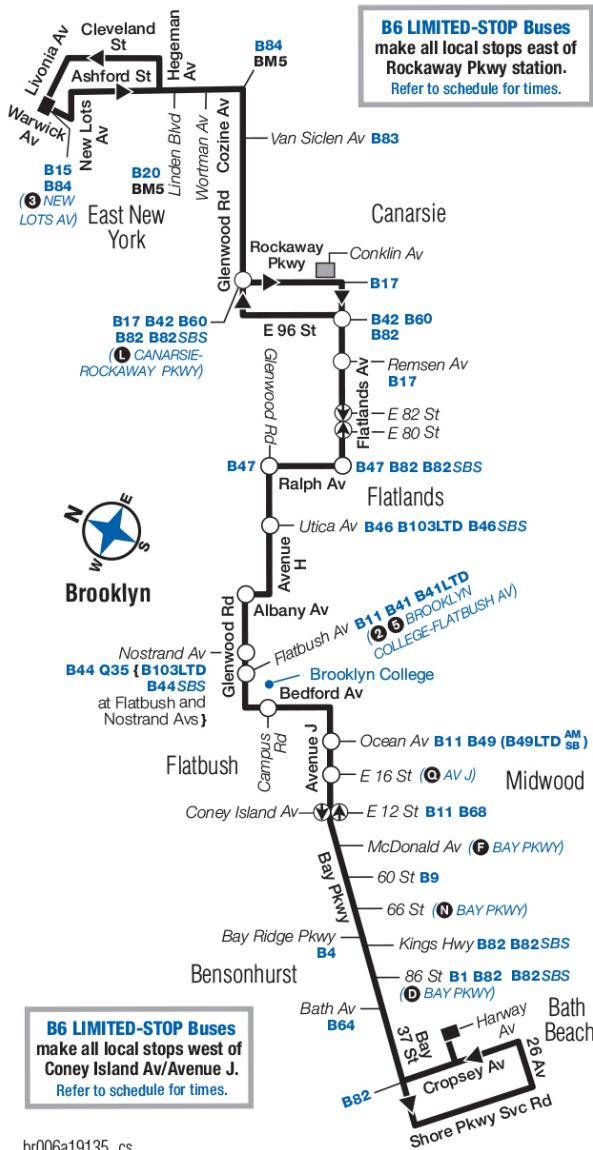 Cleveland
St
Livonia Av
Ashford St
Hegeman
Av
Warwick
Av
New Lots
Av
B84
BM5
B6 LIMITED-STOP Buses
make all local stops east of
Rockaway Pkwy station.
Refer to schedule for times.
B15
B84
(3 NEW
LOTS AV)
B20
BM5
Linden Blvd
Wortman Av
Cozine Av
Van Siclen Av B83
East New
York
Canarsie
Glenwood Rd
Rockaway
Pkwy
Conklin Av
B17
B17 B42 B60
B82 B82SBS
(L CANARSIE-
ROCKAWAY PKWY)
E 96 St
B42 B60
B82
Glenwood Rd
Flatlands Av
Remsen Av
B17
E 82 St
E 80 St
B47
Ralph Av
B47 B82 B82SBS
Flatlands
Utica Av B46 B103LTD B46SBS
Avenue
H
N
E
W
S
Brooklyn
Albany Av
Glenwood Rd
Flatbush Av B11 B41 B41LTD
(2 5 BROOKLYN
COLLEGE-FLATBUSH AV)
Nostrand Av
B44 Q35 { B103LTD
B44SBS
at Flatbush and
Nostrand Avs }
Brooklyn College
Bedford Av
Campus
Rd
Flatbush
Avenue J
Ocean Av B11 B49 (B49LTD AM
SB )
E 16 St (Q AV J)
Midwood
Coney Island Av
E 12 St B11 B68
McDonald Av (F BAY PKWY)
Bay Pkwy
60 St B9
66 St (N BAY PKWY)
Bay Ridge Pkwy
B4
Kings Hwy B82 B82SBS
Bensonhurst
86 St B1 B82 B82SBS
(D BAY PKWY)
Bath Av
B64
Bay
37 St
Harway
Av
Bath
Beach
26 Av
Cropsey Av
B82
Shore Pkwy Svc Rd
B6 LIMITED-STOP Buses
make all local stops west of
Coney Island Av/Avenue J.
Refer to schedule for times.
br006a19135_cs